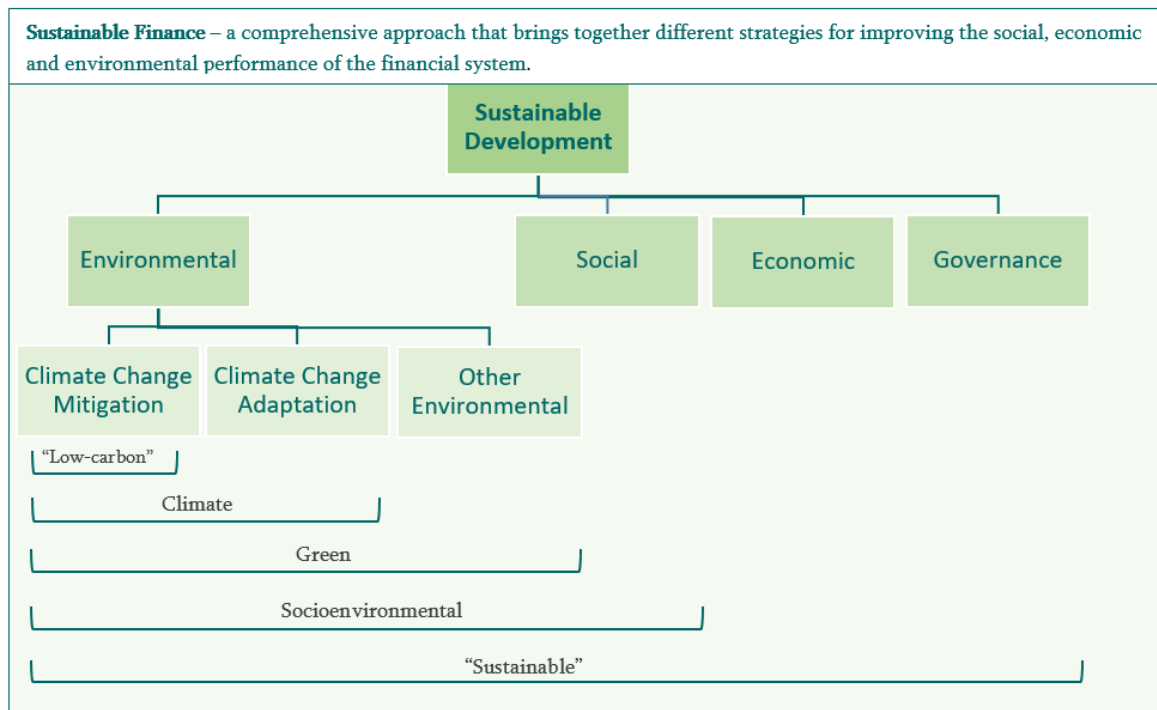 Sustainable Finance – a comprehensive approach that brings together different strategies for improving the social, economic
and environmental performance of the financial system.
Sustainable
Development
Environmental
Social
Economic
Governance
Climate Change
Mitigation
Climate Change
Adaptation
Other
Environmental
“Low-carbon”
Climate
Green
Socioenvironmental
“Sustainable”